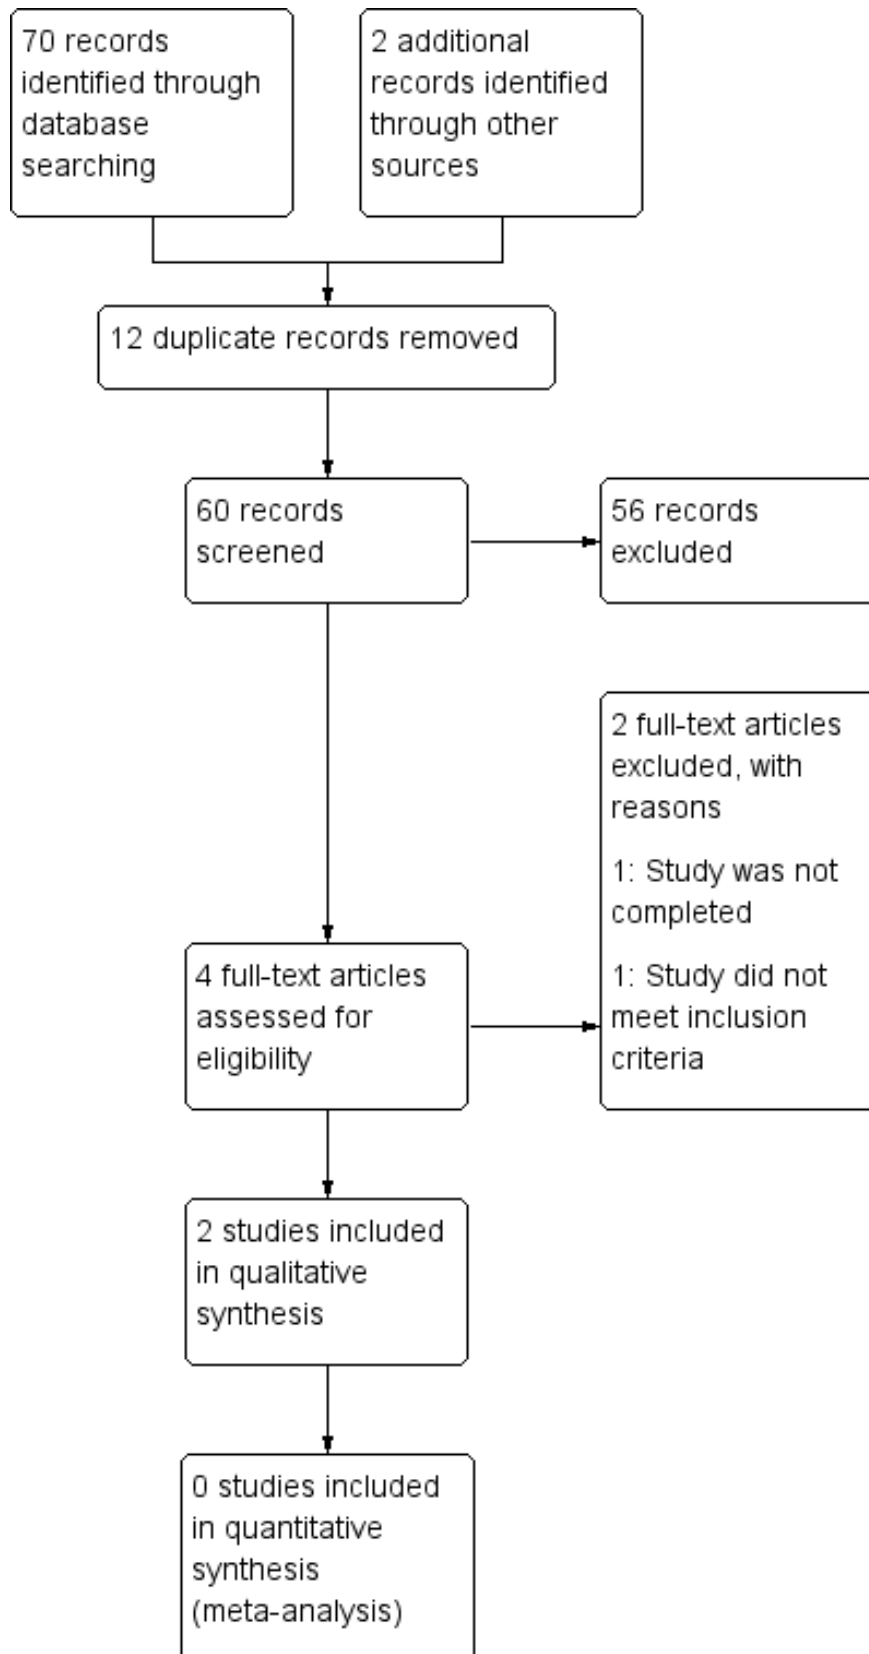 70 records
identified through
database
searching
2 additional
records identified
through other
sources
12 duplicate records removed
60 records
screened
56 records
excluded
2 full-text articles
excluded, with
reasons
1: Study was not
completed
1: Study did not
meet inclusion
criteria
4 full-text articles
assessed for
eligibility
2 studies included
in qualitative
synthesis
0 studies included
in quantitative
synthesis
(meta-analysis)